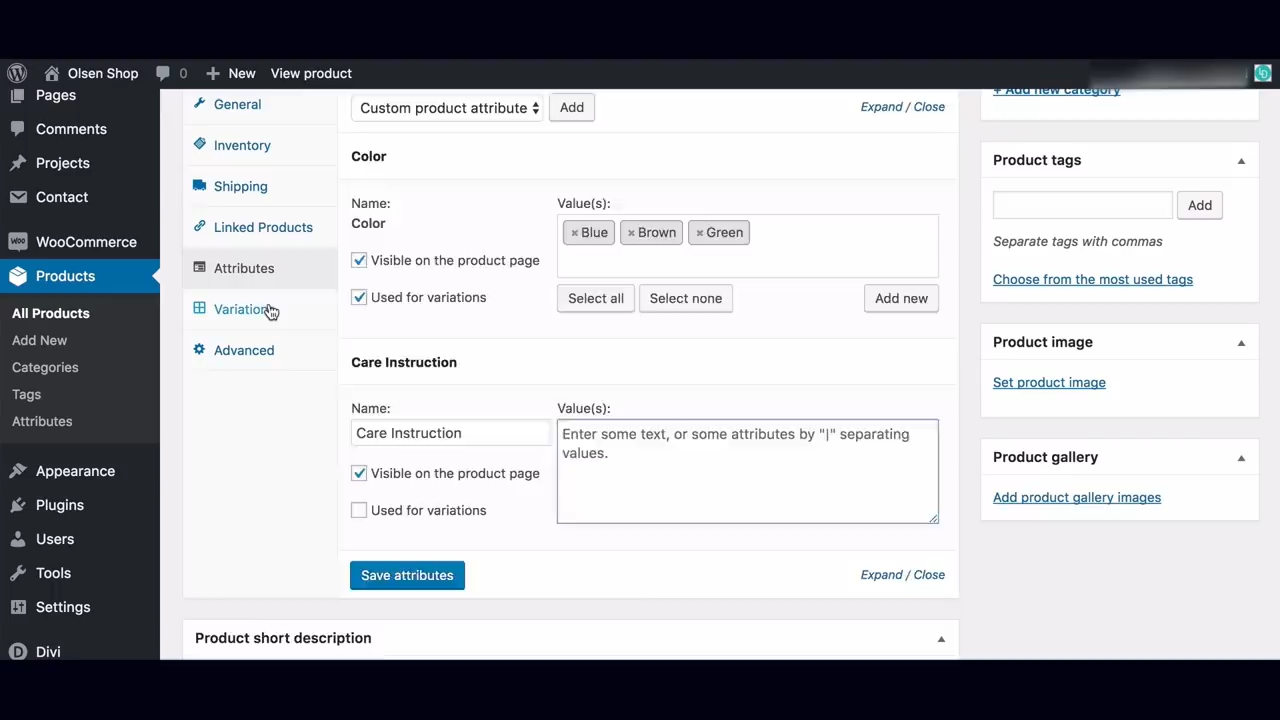 Olsen Shop 0 New View product
Pages
Comments
Projects
Contact
WooCommerce
Products
All Products
Add New
Categories
Tags
Attributes
Appearance
Plugins
Users
Tools
Settings
Divi
General
Inventory
Shipping
Linked Products
Attributes
Variation
Advanced
Custom product attribute Add Expand / Close
Color
Name: Value(s):
Color
× Blue × Brown × Green
Visible on the product page
Used for variations
Select all Select none Add new
Care Instruction
Name: Value(s):
Care Instruction
Enter some text, or some attributes by "|" separating
values.
Visible on the product page
Used for variations
Save attributes Expand / Close
Product short description
+ Add new category
Product tags
Add
Separate tags with commas
Choose from the most used tags
Product image
Set product image
Product gallery
Add product gallery images